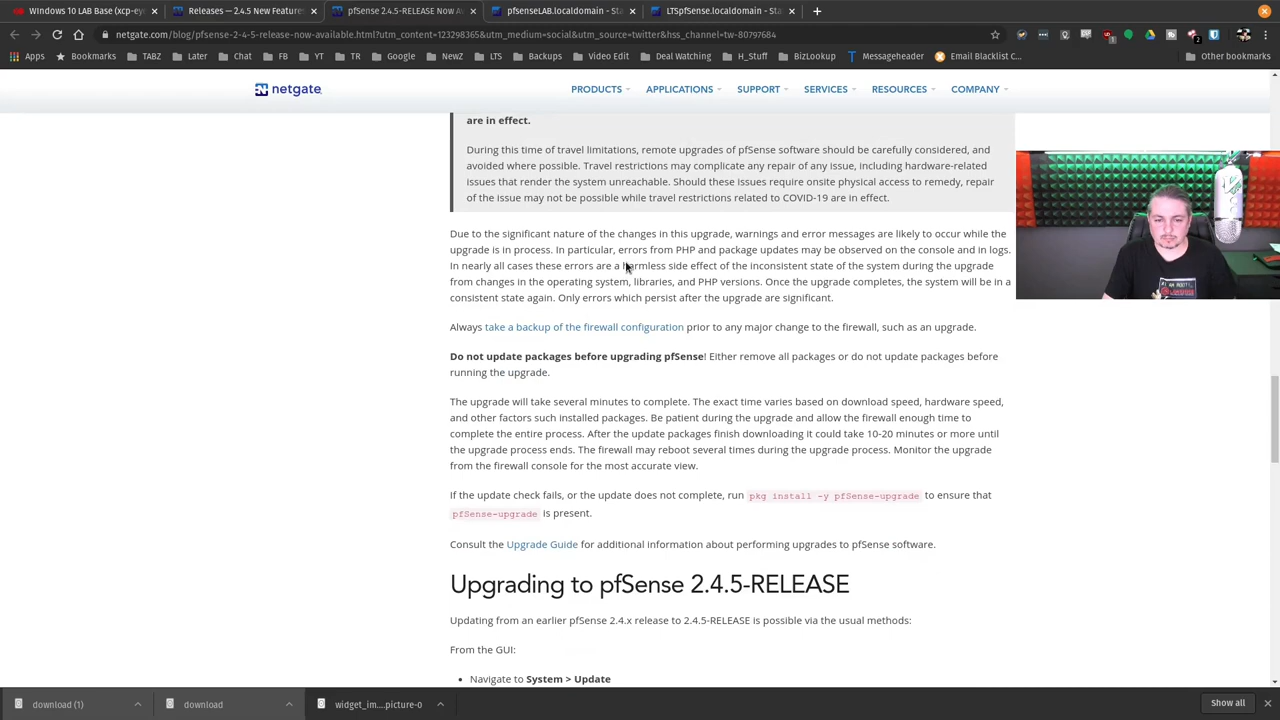 Windows 10 LAB Base (xcp-eye
Releases — 2.4.5 New Features
pfSense 2.4.5-RELEASE Now Av
pfsenseLAB.localdomain - Sta
LTSpfsense.localdomain - Sta
netgate.com/blog/pfsense-2-4-5-release-now-available.html?utm_content=123298365&utm_medium=social&utm_source=twitter&hss_channel=tw-80797684
Apps Bookmarks TABZ Later Chat FB YT TR Google NewZ LTS Backups Video Edit Deal Watching H_Stuff BizLookup Messageheader Email Blacklist C... Other bookmarks
netgate PRODUCTS APPLICATIONS SUPPORT SERVICES RESOURCES COMPANY
are in effect.
During this time of travel limitations, remote upgrades of pfSense software should be carefully considered, and
avoided where possible. Travel restrictions may complicate any repair of any issue, including hardware-related
issues that render the system unreachable. Should these issues require onsite physical access to remedy, repair
of the issue may not be possible while travel restrictions related to COVID-19 are in effect.
Due to the significant nature of the changes in this upgrade, warnings and error messages are likely to occur while the
upgrade is in process. In particular, errors from PHP and package updates may be observed on the console and in logs.
In nearly all cases these errors are a harmless side effect of the inconsistent state of the system during the upgrade
from changes in the operating system, libraries, and PHP versions. Once the upgrade completes, the system will be in a
consistent state again. Only errors which persist after the upgrade are significant.
Always take a backup of the firewall configuration prior to any major change to the firewall, such as an upgrade.
Do not update packages before upgrading pfSense! Either remove all packages or do not update packages before
running the upgrade.
The upgrade will take several minutes to complete. The exact time varies based on download speed, hardware speed,
and other factors such installed packages. Be patient during the upgrade and allow the firewall enough time to
complete the entire process. After the update packages finish downloading it could take 10-20 minutes or more until
the upgrade process ends. The firewall may reboot several times during the upgrade process. Monitor the upgrade
from the firewall console for the most accurate view.
If the update check fails, or the update does not complete, run pkg install -y pfSense-upgrade to ensure that
pfSense-upgrade is present.
Consult the Upgrade Guide for additional information about performing upgrades to pfSense software.
Upgrading to pfSense 2.4.5-RELEASE
Updating from an earlier pfSense 2.4.x release to 2.4.5-RELEASE is possible via the usual methods:
From the GUI:
• Navigate to System > Update
download (1) download widget_im....picture-0 Show all